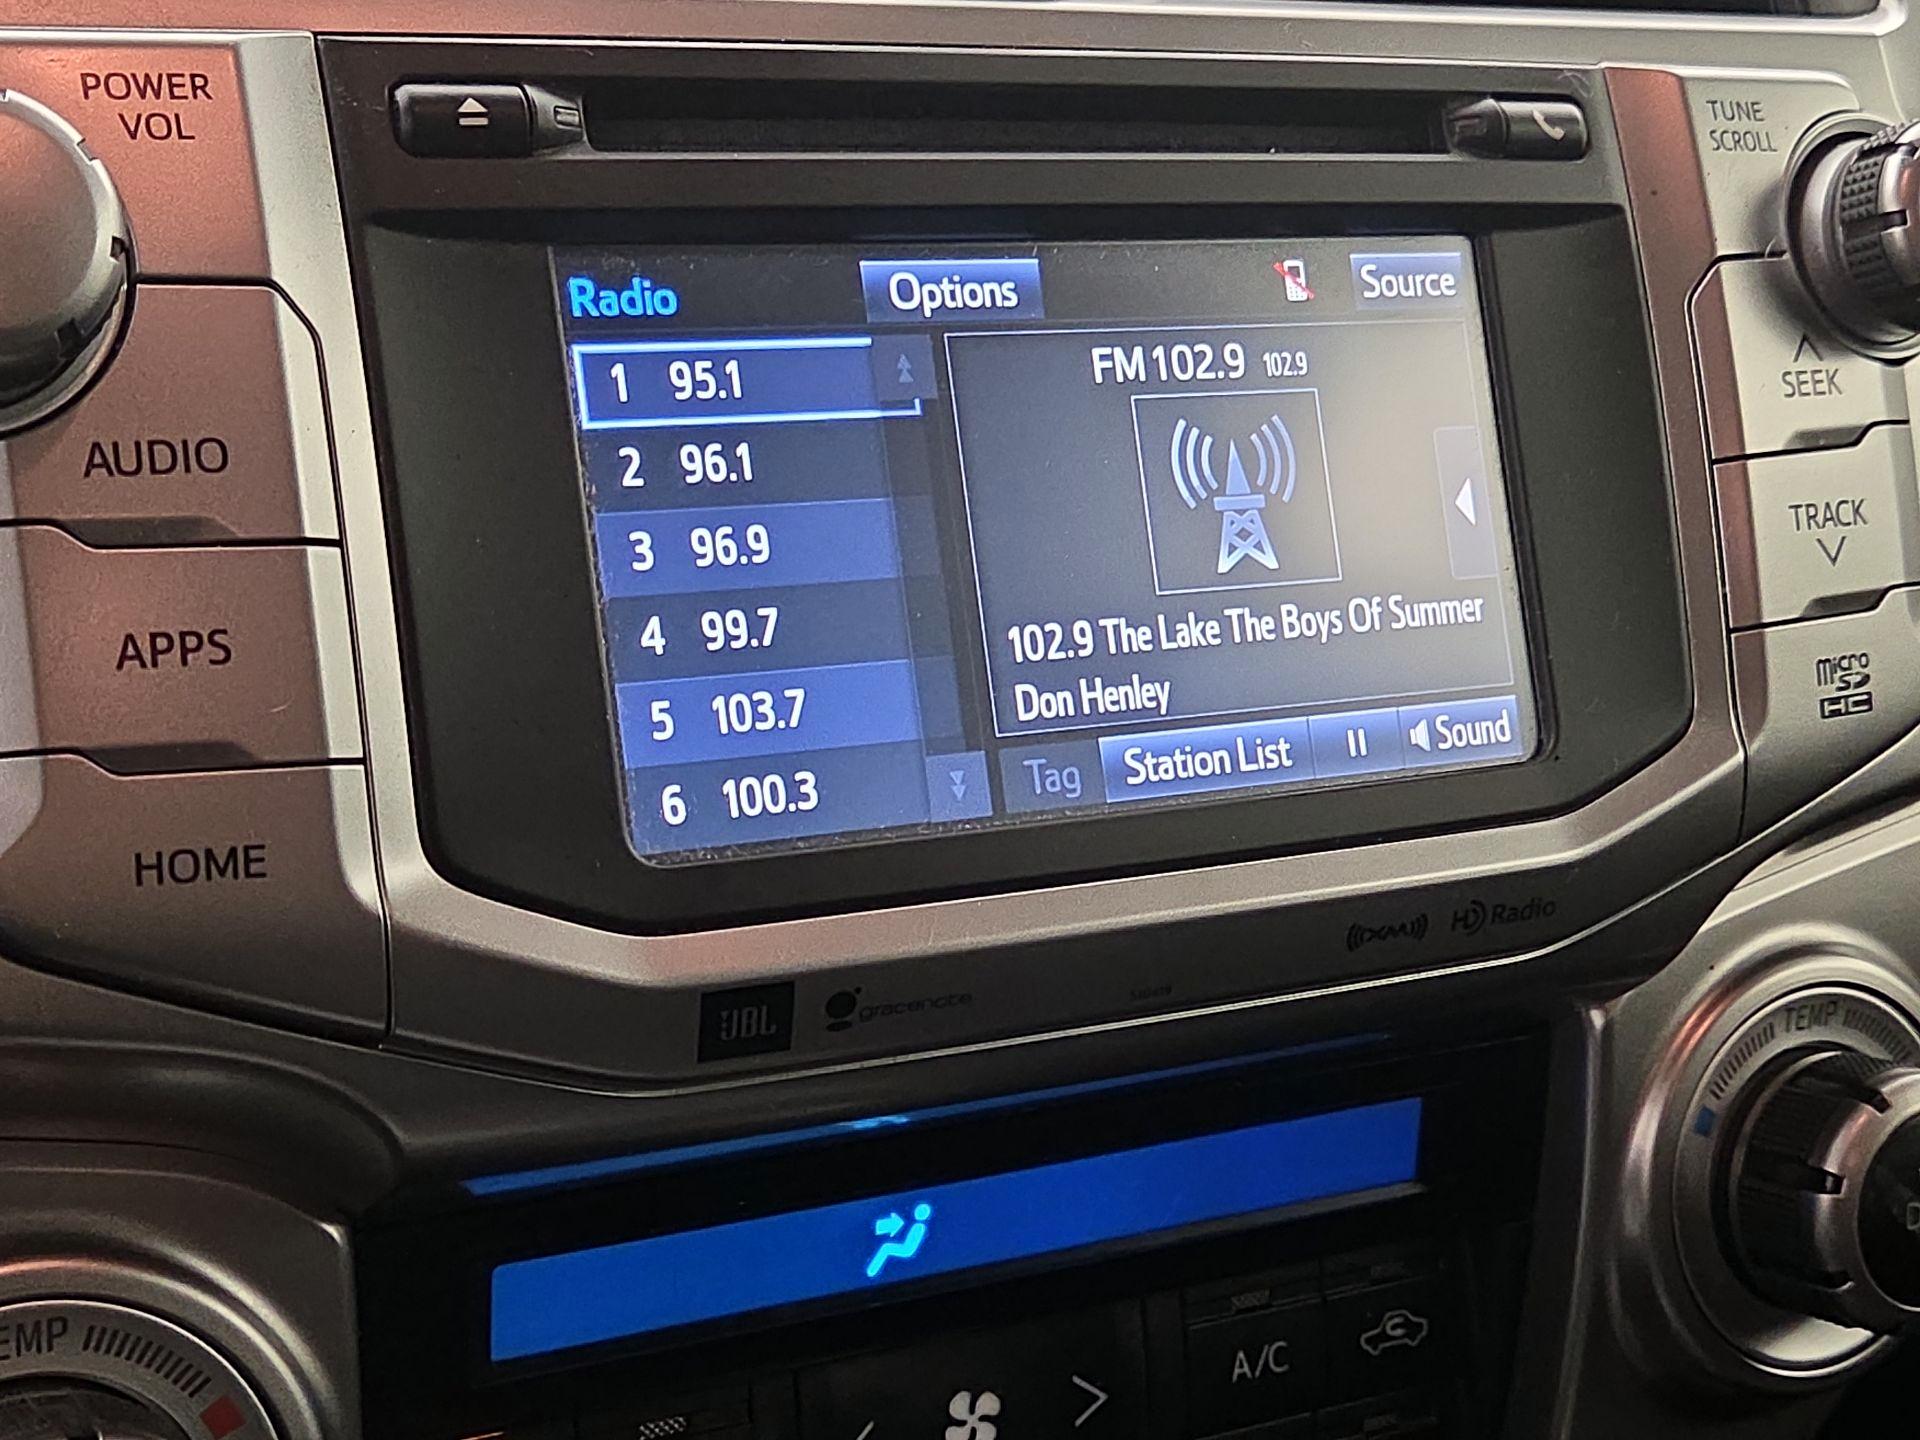 POWER
VOL
TUNE
SCROLL
Radio
Options
Source
1 95.1
2 96.1
3 96.9
4 99.7
5 103.7
6 100.3
FM 102.9 102.9
102.9 The Lake The Boys Of Summer
Don Henley
Tag
Station List
Sound
AUDIO
APPS
HOME
SEEK
TRACK
micro
SD
HC
JBL
gracenote
((XM))
HD Radio
TEMP
EMP
A/C